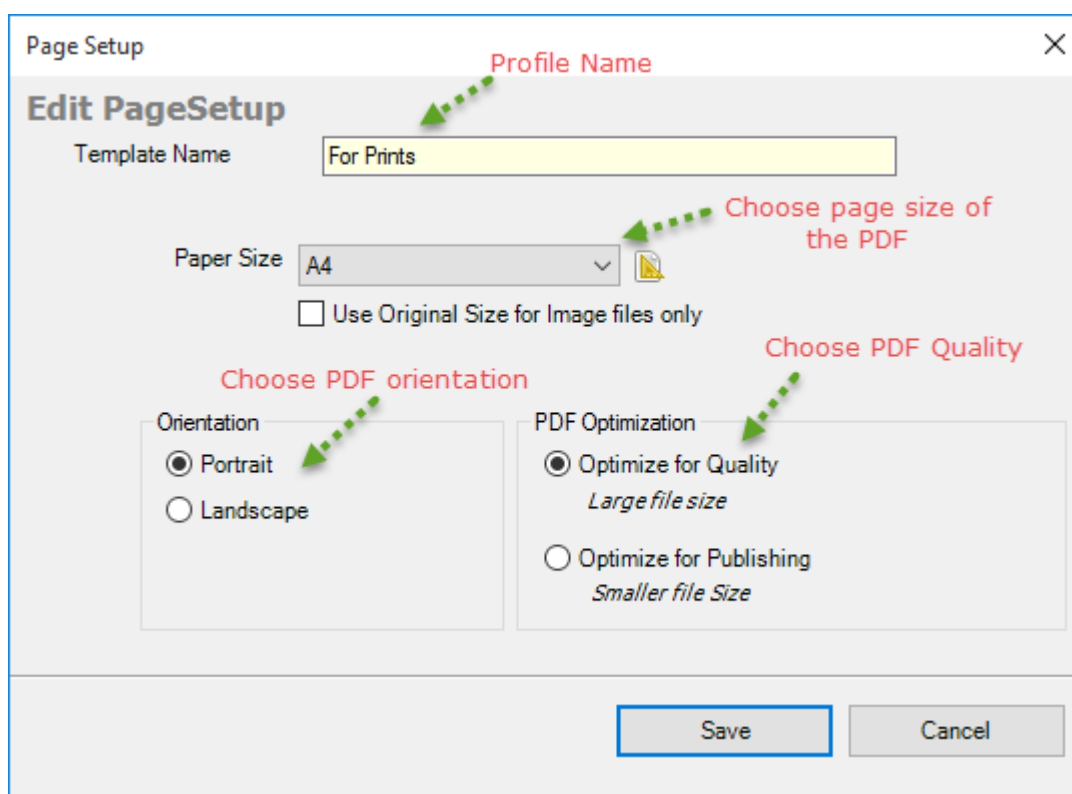 Page Setup
Profile Name
Edit PageSetup
Template Name
For Prints
Choose page size of
the PDF
Paper Size
A4
Use Original Size for Image files only
Choose PDF Quality
Choose PDF orientation
Orientation
Portrait
Landscape
PDF Optimization
Optimize for Quality
Large file size
Optimize for Publishing
Smaller file Size
Save
Cancel